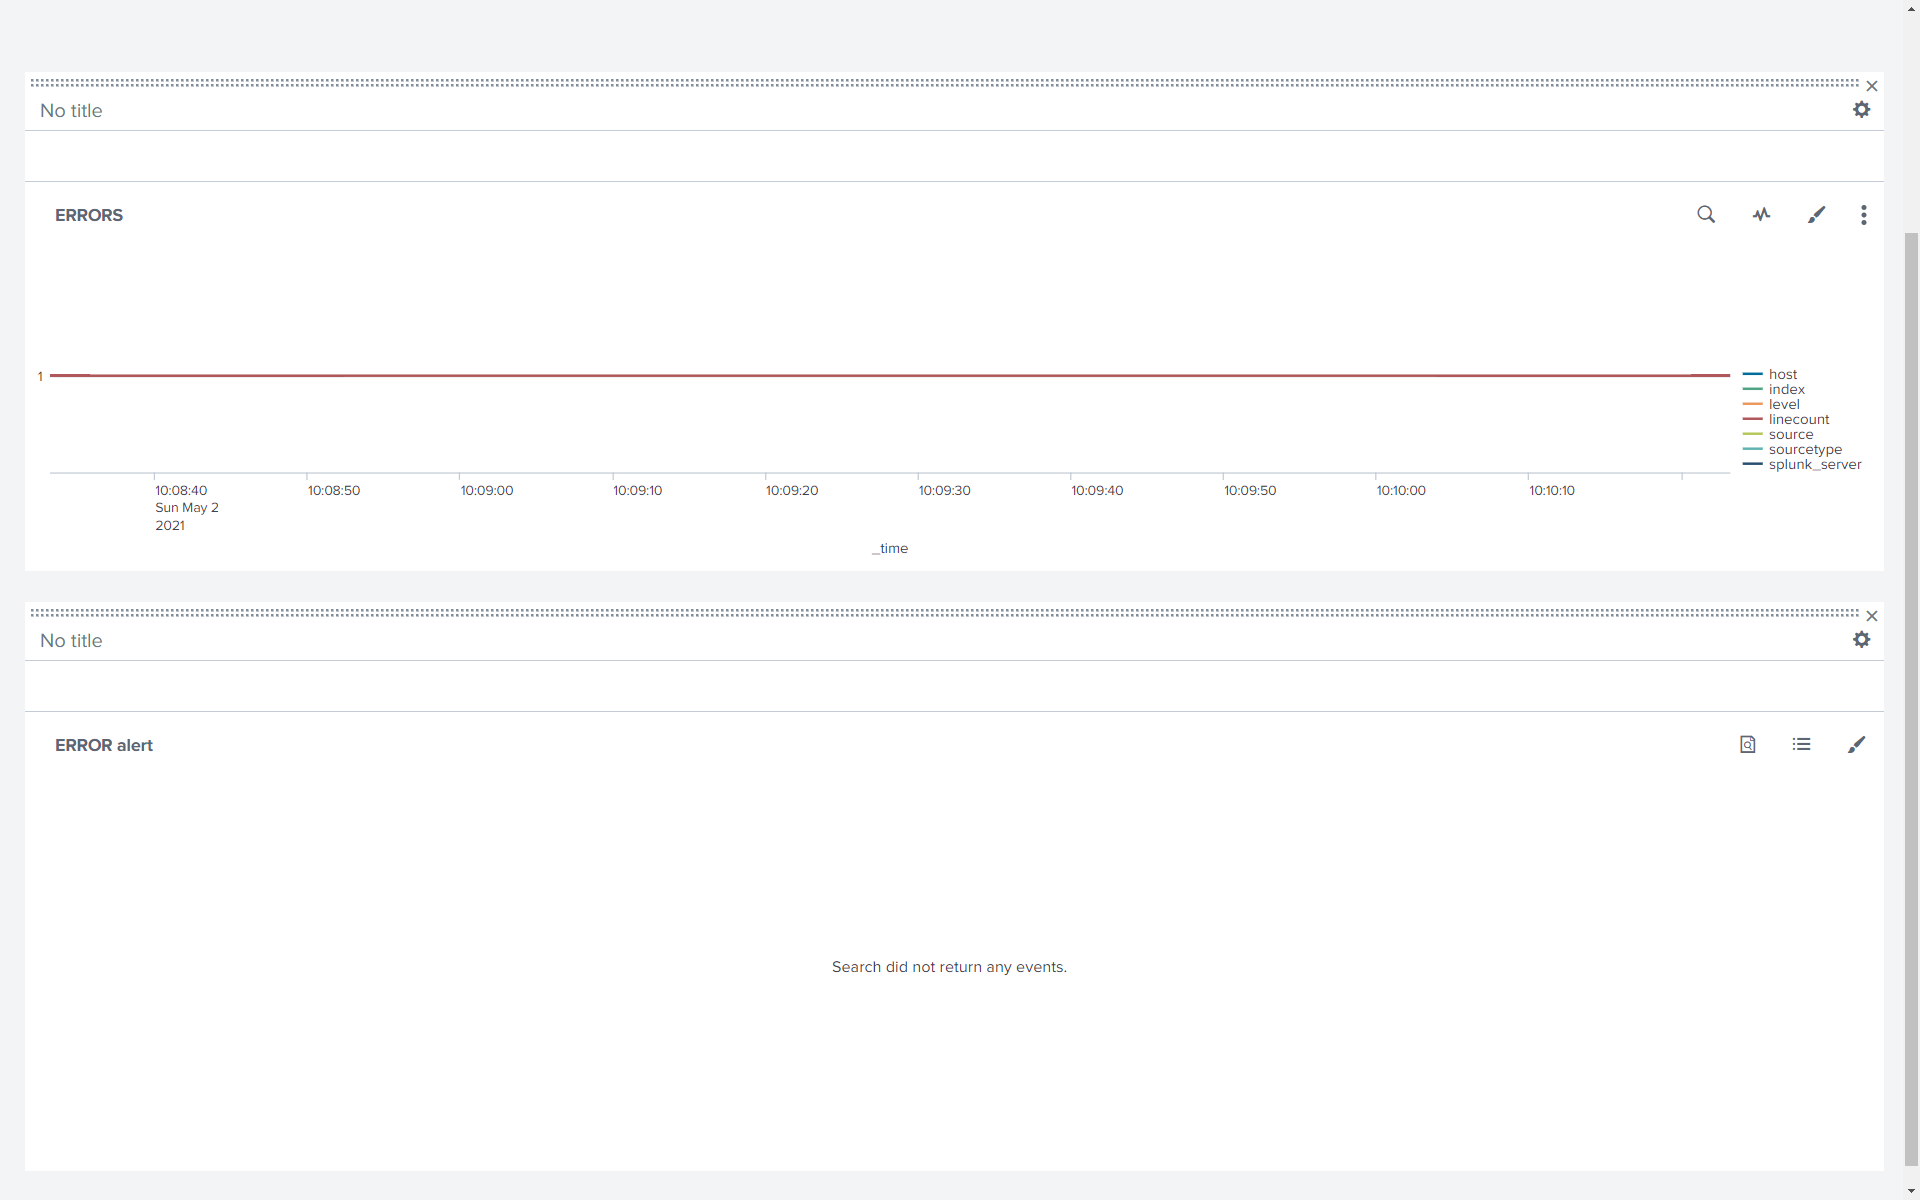 No title
ERRORS
1
host
index
level
linecount
source
sourcetype
splunk_server
10:08:40 10:08:50 10:09:00 10:09:10 10:09:20 10:09:30 10:09:40 10:09:50 10:10:00 10:10:10
Sun May 2
2021
_time
No title
ERROR alert
Search did not return any events.